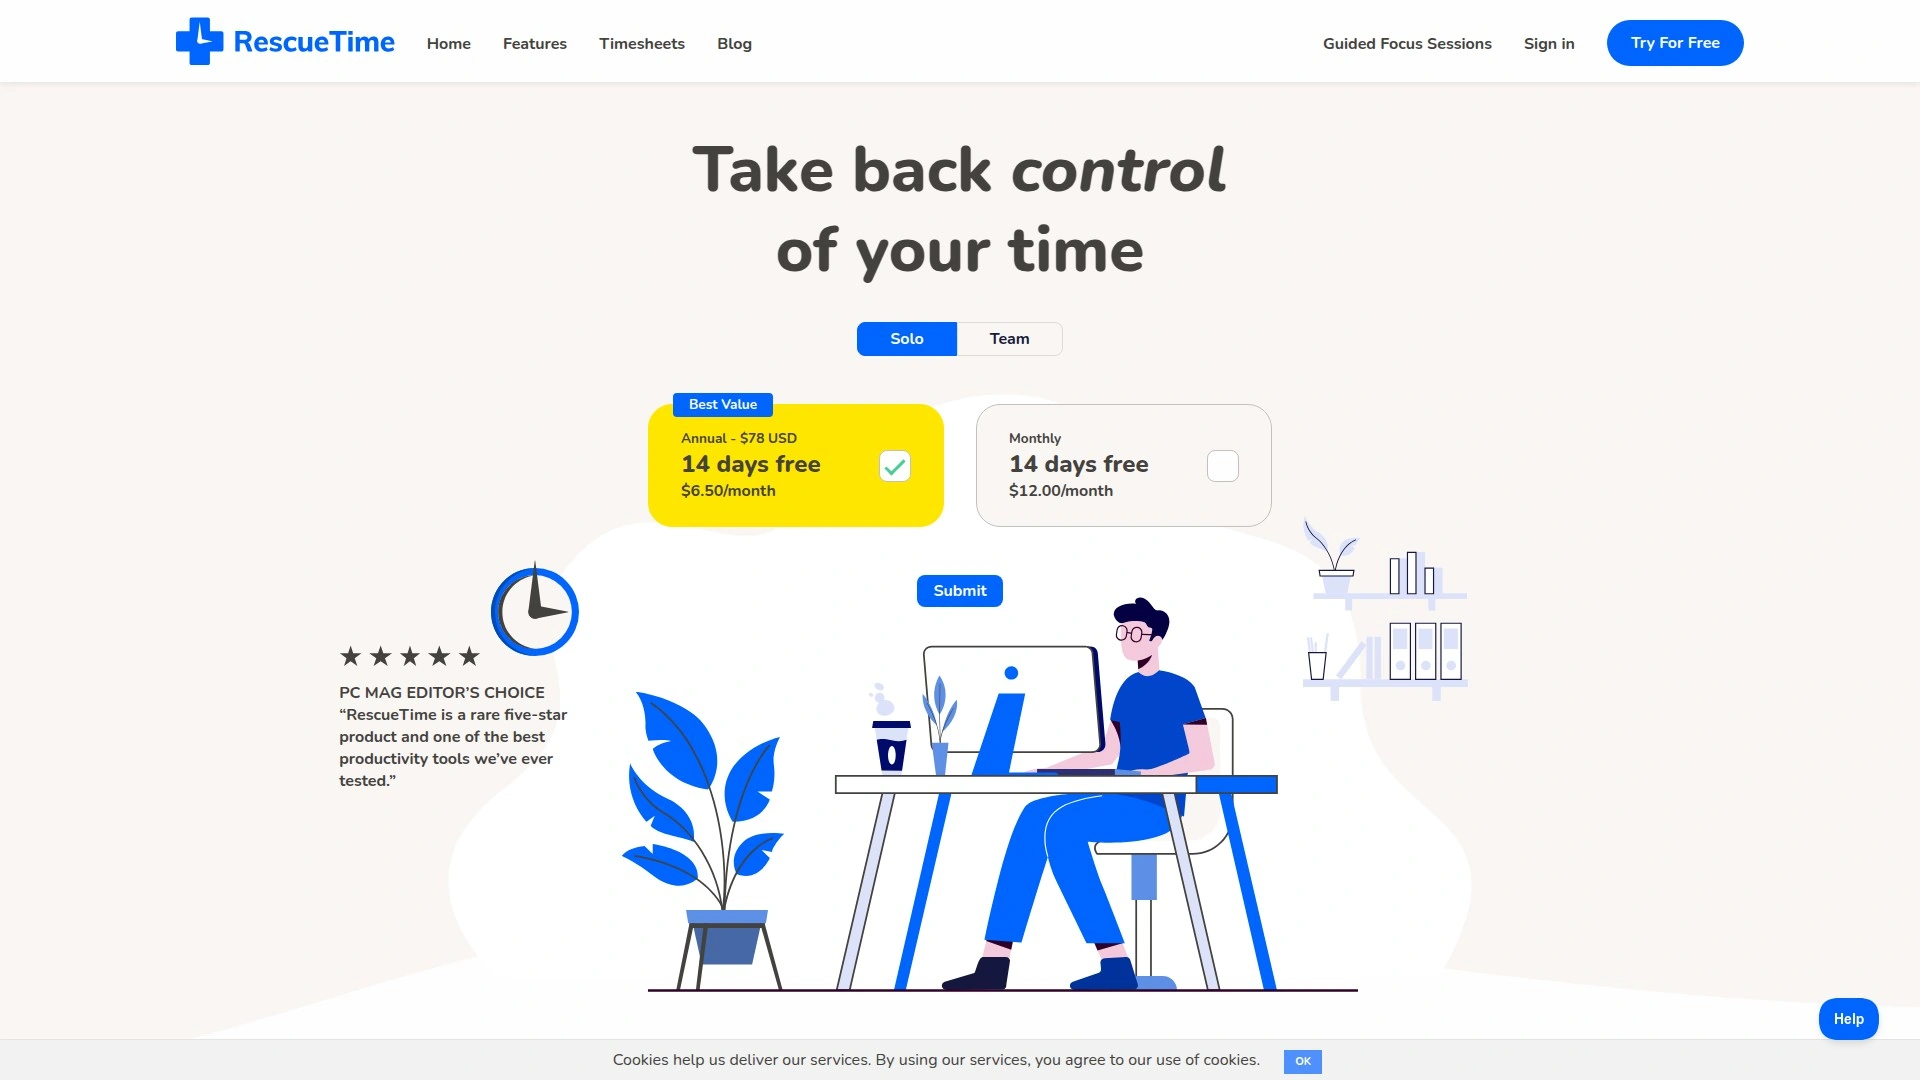 RescueTime
Home
Features
Timesheets
Blog
Guided Focus Sessions
Sign in
Try For Free
Take back control
of your time
Solo
Team
Best Value
Annual - $78 USD
14 days free
$6.50/month
Monthly
14 days free
$12.00/month
Submit
PC MAG EDITOR’S CHOICE
“RescueTime is a rare five-star
product and one of the best
productivity tools we’ve ever
tested.”
Help
Cookies help us deliver our services. By using our services, you agree to our use of cookies.
OK